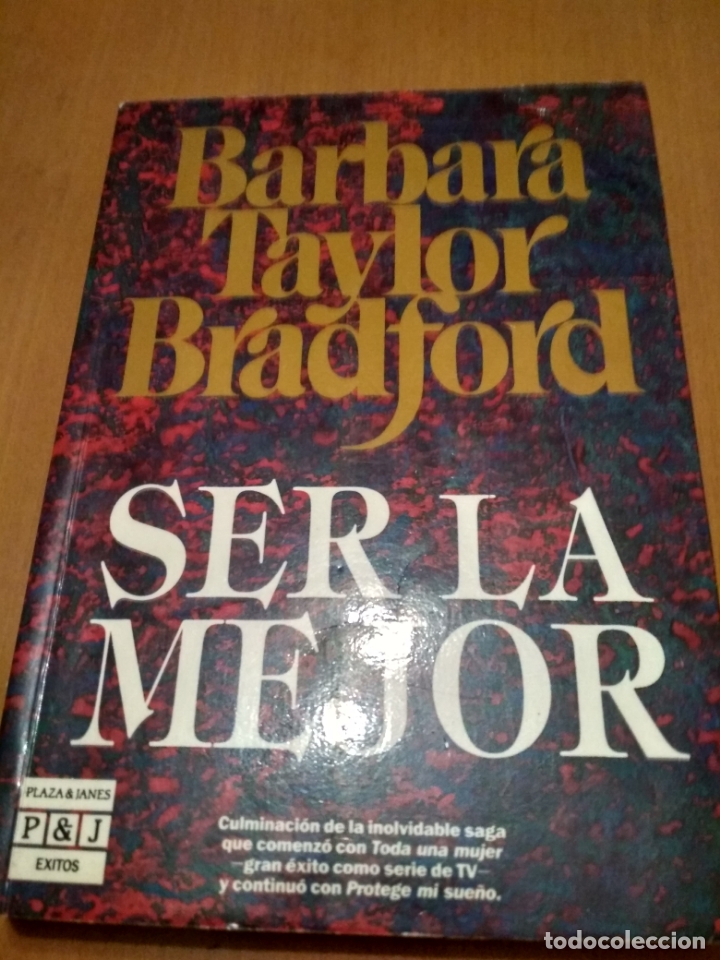 Barbara
Taylor
Bradford
SER LA
MEJOR
PLAZA & JANES
P & J
EXITOS
Culminación de la inolvidable saga
que comenzó con Toda una mujer
—gran éxito como serie de TV—
y continuó con Protege mi sueño.
todocoleccion